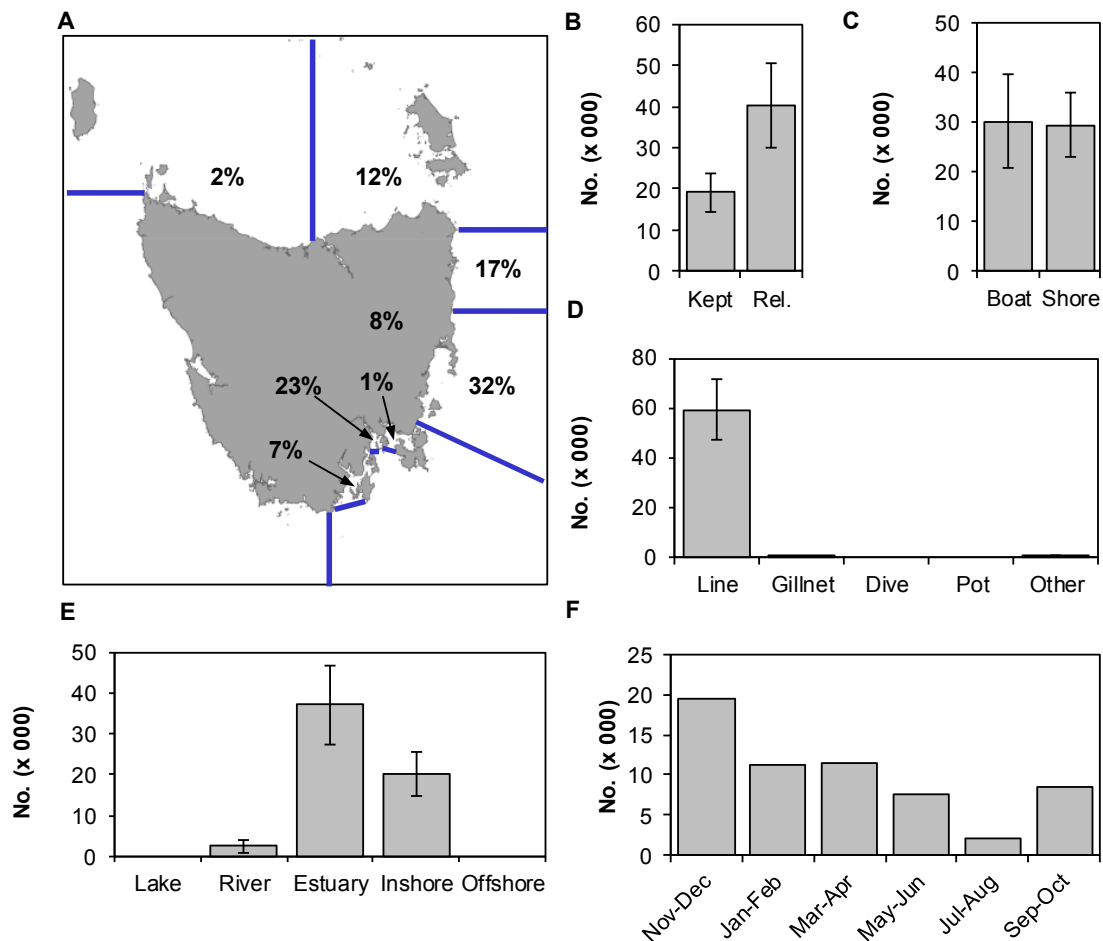 A
2%
12%
17%
8%
23%
1%
32%
7%
B
No. (x 000)
60
50
40
30
20
10
0
Kept Rel.
C
No. (x 000)
50
40
30
20
10
0
Boat Shore
D
No. (x 000)
80
60
40
20
0
Line Gillnet Dive Pot Other
E
No. (x 000)
50
40
30
20
10
0
Lake River Estuary Inshore Offshore
F
No. (x 000)
25
20
15
10
5
0
Nov-Dec
Jan-Feb
Mar-Apr
May-Jun
Jul-Aug
Sep-Oct